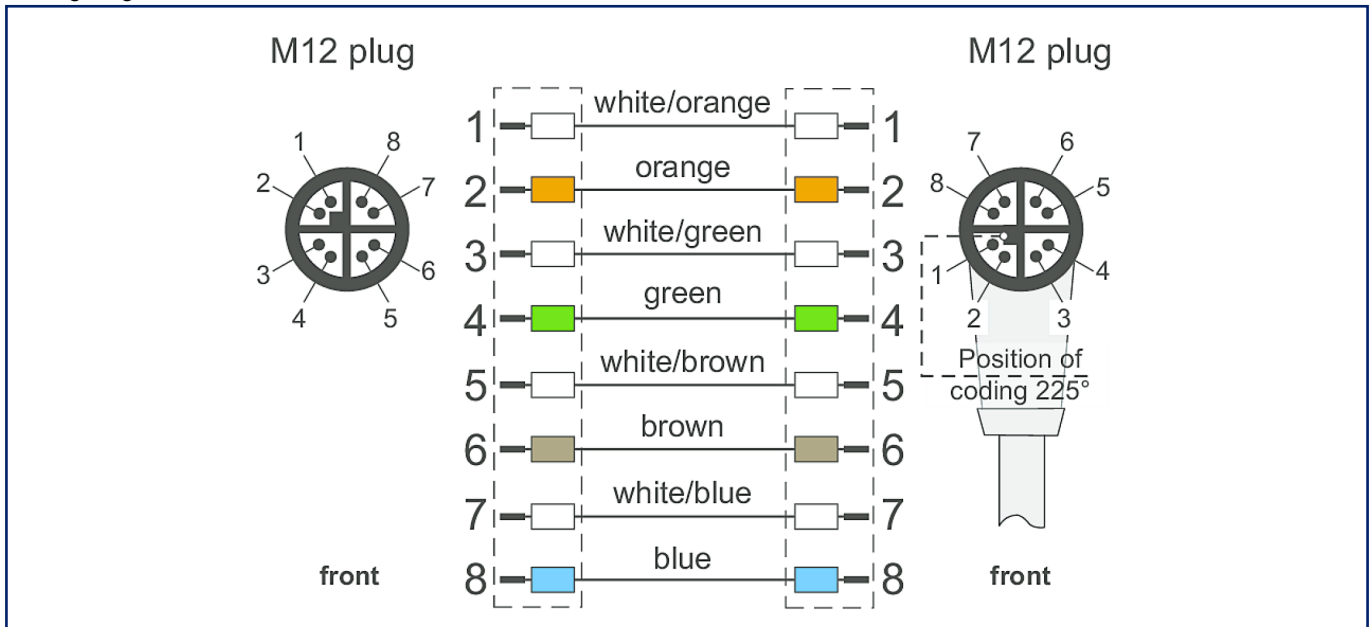 M12 plug
M12 plug
1 8
2 7
3 6
4 5
1 white/orange 1
2 orange 2
3 white/green 3
4 green 4
5 white/brown 5
6 brown 6
7 white/blue 7
8 blue 8
7 6
8 5
1 4
2 3
Position of
coding 225°
front
front